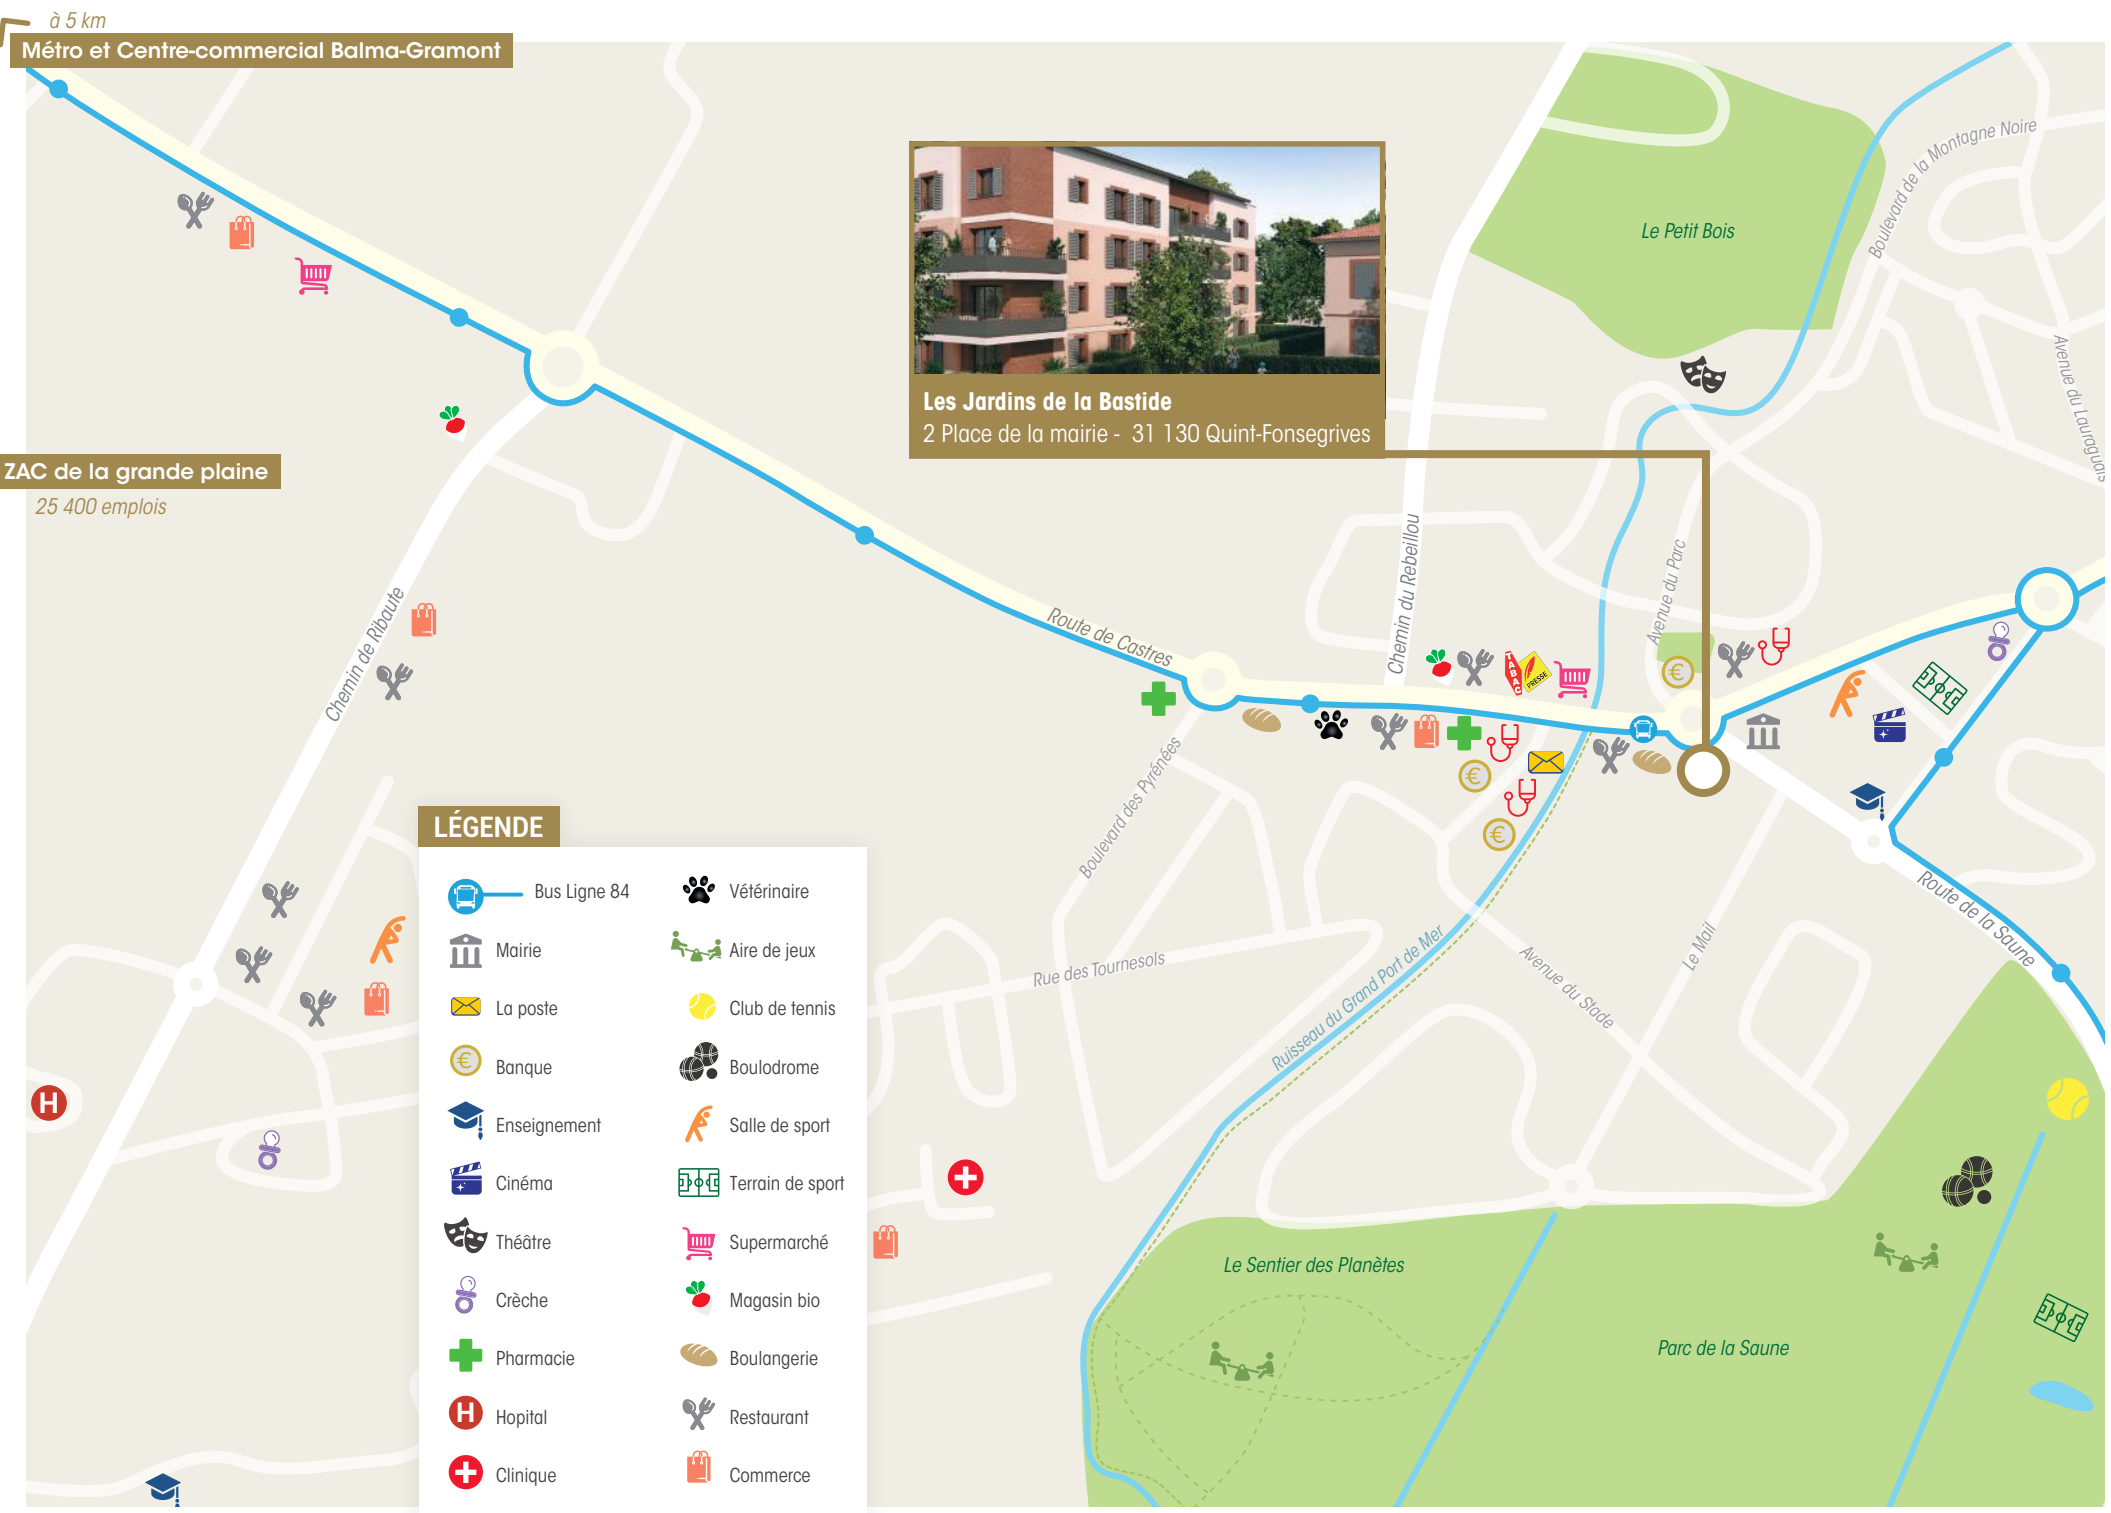 à 5 km
Métro et Centre-commercial Balma-Gramont
Le Petit Bois
Boulevard de la Montagne Noire
Avenue du Lauraguais
Les Jardins de la Bastide
2 Place de la mairie - 31 130 Quint-Fonsegrives
ZAC de la grande plaine
25 400 emplois
Chemin de Ribaute
Route de Castres
Chemin du Rebeillou
Avenue du Parc
TABAC
PRESSE
€
€
€
Boulevard des Pyrénées
Rue des Tournesols
Ruisseau du Grand Port de Mer
Avenue du Stade
Le Mail
Route de la Saune
H
Le Sentier des Planètes
Parc de la Saune
LÉGENDE
Bus Ligne 84
Mairie
La poste
€
Banque
Enseignement
Cinéma
Théâtre
Crèche
Pharmacie
H
Hopital
Clinique
Vétérinaire
Aire de jeux
Club de tennis
Boulodrome
Salle de sport
Terrain de sport
Supermarché
Magasin bio
Boulangerie
Restaurant
Commerce